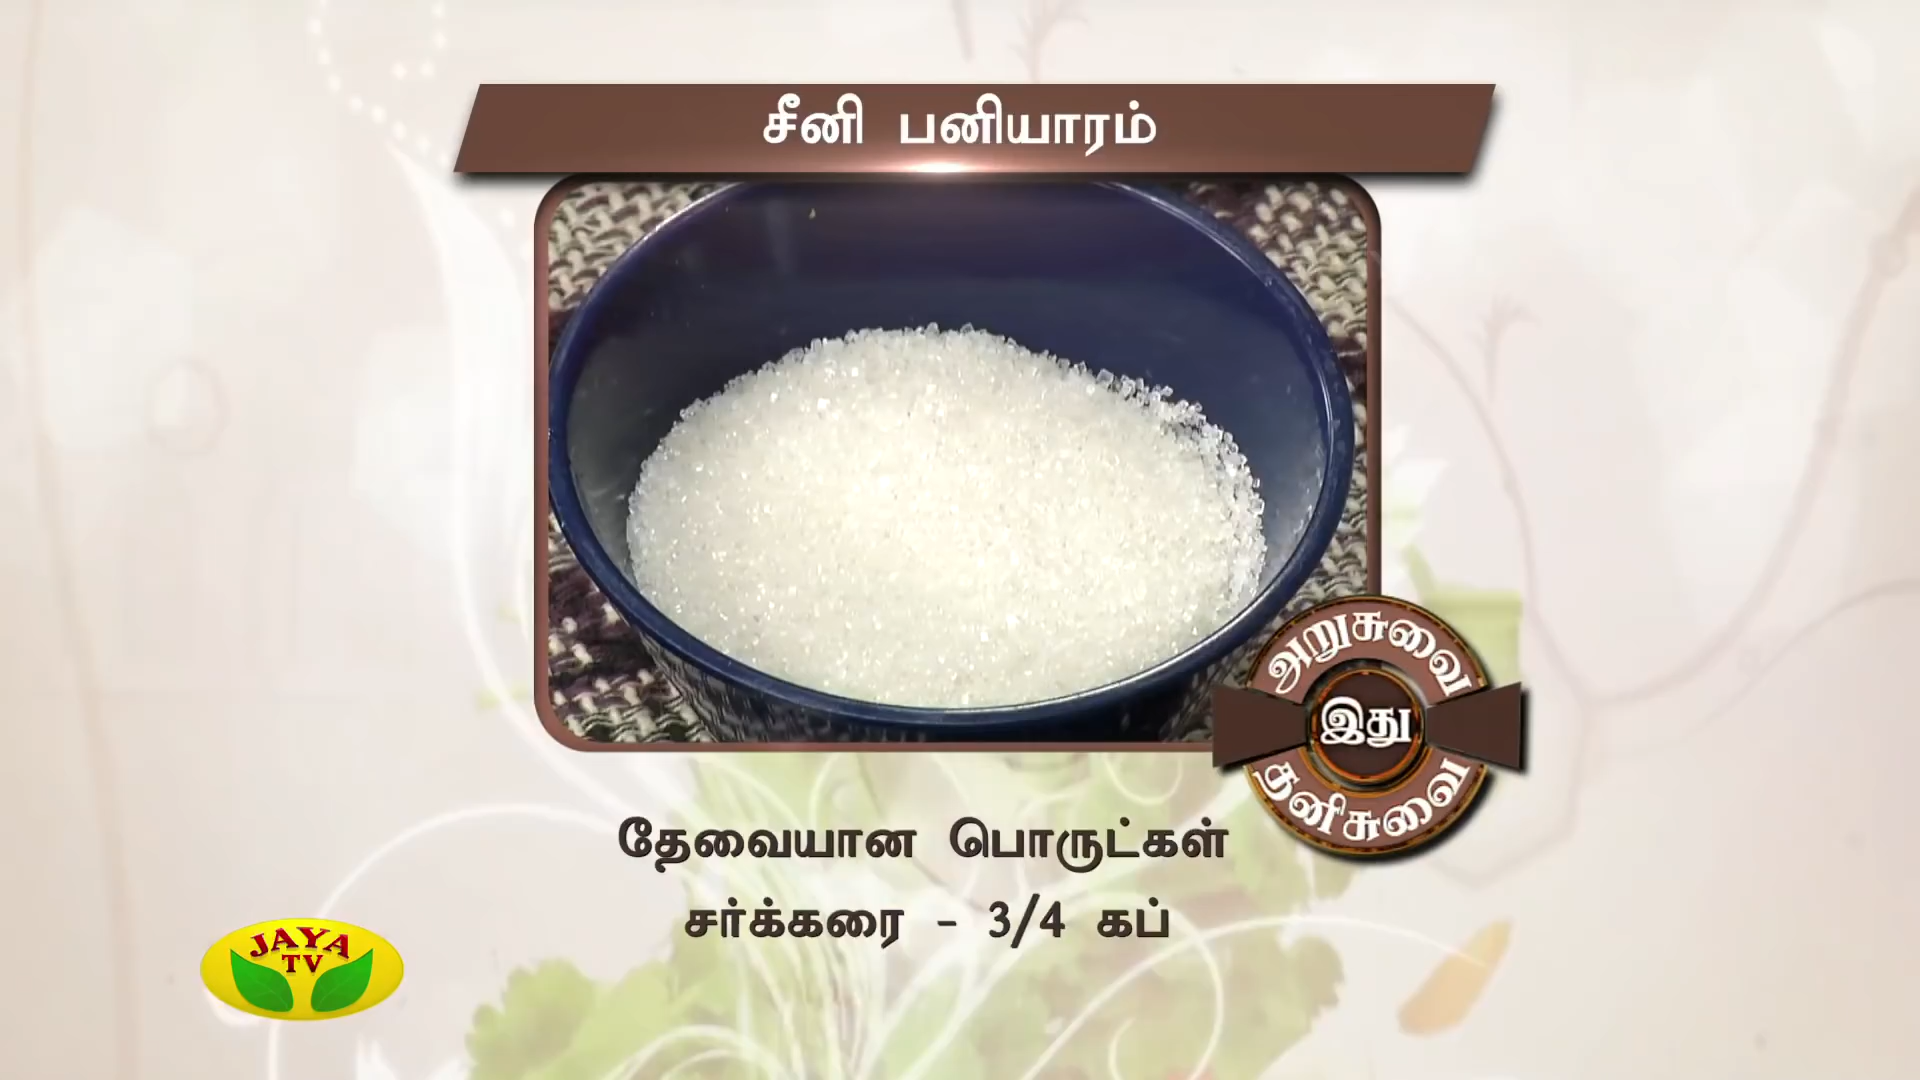 சீனி பனியாரம்
அறுசுவை
இது
தனிசுவை
தேவையான பொருட்கள்
சர்க்கரை - 3/4 கப்
JAYA
TV